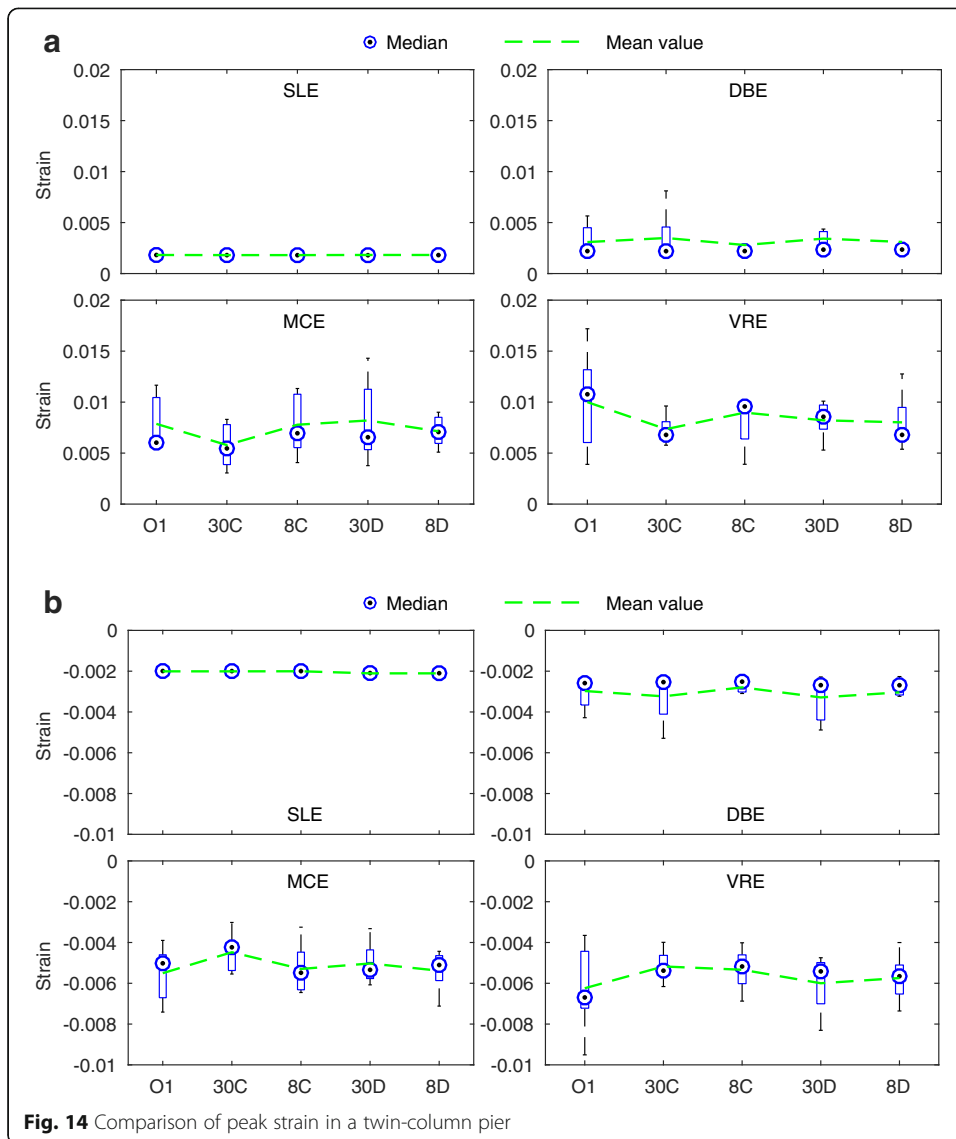 a
Median Mean value
SLE
DBE
Strain
0.02
0.015
0.01
0.005
0
0.02
0.015
0.01
0.005
0
MCE
VRE
Strain
0.02
0.015
0.01
0.005
0
0.02
0.015
0.01
0.005
0
O1 30C 8C 30D 8D
O1 30C 8C 30D 8D
b
Median Mean value
Strain
0
-0.002
-0.004
-0.006
-0.008
-0.01
0
-0.002
-0.004
-0.006
-0.008
-0.01
SLE
DBE
MCE
VRE
Strain
0
-0.002
-0.004
-0.006
-0.008
-0.01
0
-0.002
-0.004
-0.006
-0.008
-0.01
O1 30C 8C 30D 8D
O1 30C 8C 30D 8D
Fig. 14 Comparison of peak strain in a twin-column pier